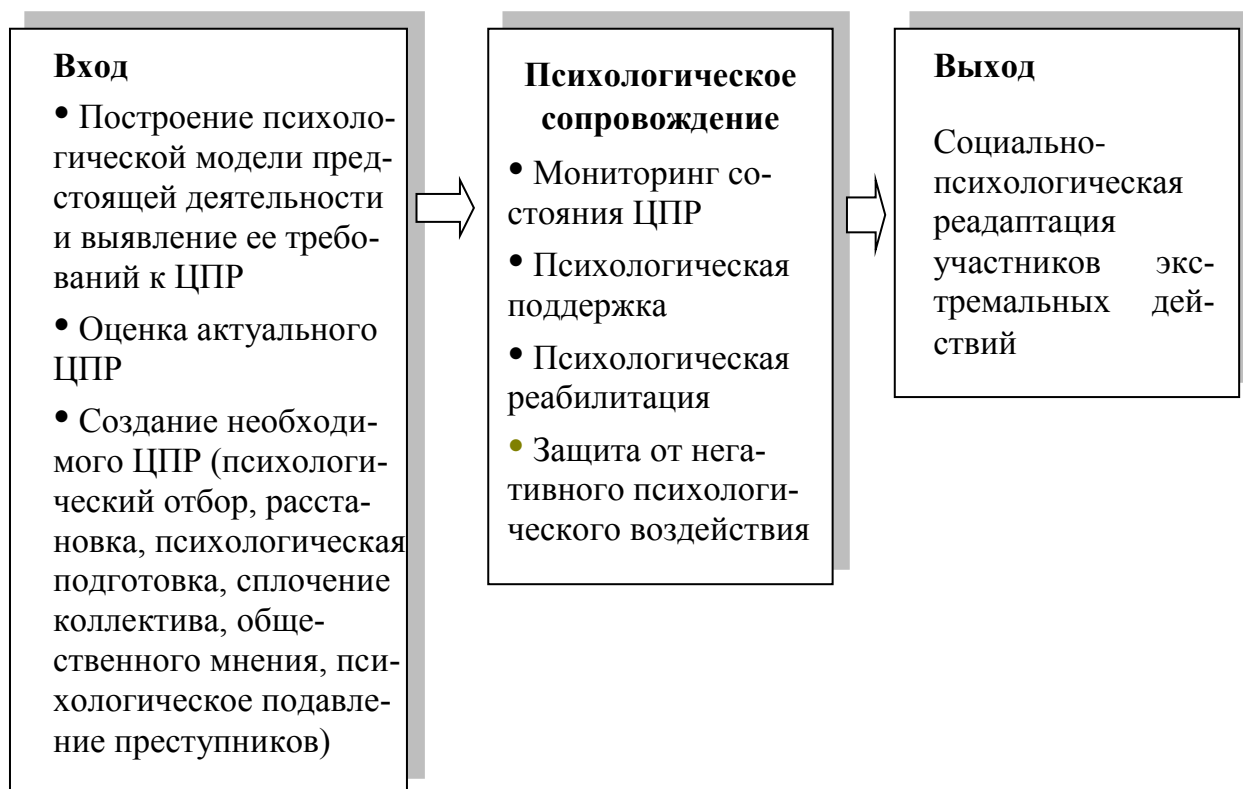 Вход
• Построение психоло-
гической модели пред-
стоящей деятельности
и выявление ее требо-
ваний к ЦПР
• Оценка актуального
ЦПР
• Создание необходи-
мого ЦПР (психологи-
ческий отбор, расста-
новка, психологическая
подготовка, сплочение
коллектива, обще-
ственного мнения, пси-
хологическое подавле-
ние преступников)
Психологическое
сопровождение
• Мониторинг со-
стояния ЦПР
• Психологическая
поддержка
• Психологическая
реабилитация
• Защита от нега-
тивного психологи-
ческого воздействия
Выход
Социально-
психологическая
реадаптация
участников экс-
тремальных дей-
ствий